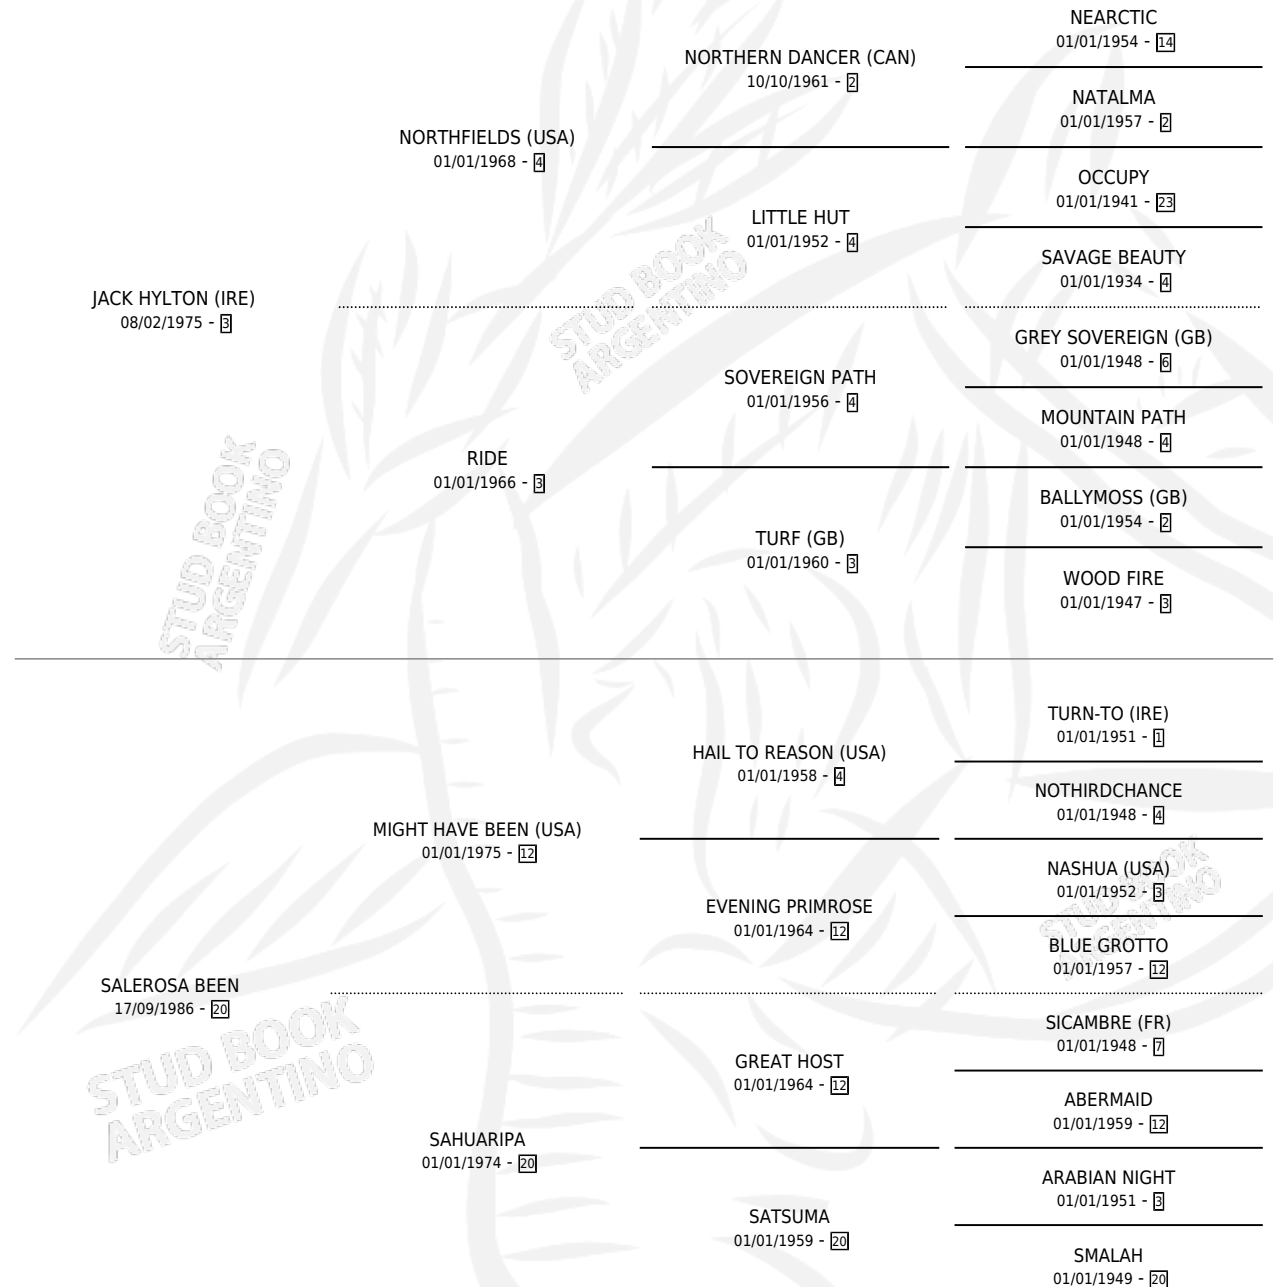 NEARCTIC
01/01/1954 - 14
NORTHERN DANCER (CAN)
10/10/1961 - 2
NATALMA
01/01/1957 - 2
NORTHFIELDS (USA)
01/01/1968 - 4
OCCUPY
01/01/1941 - 23
LITTLE HUT
01/01/1952 - 4
SAVAGE BEAUTY
01/01/1934 - 4
JACK HYLTON (IRE)
08/02/1975 - 3
GREY SOVEREIGN (GB)
01/01/1948 - 6
SOVEREIGN PATH
01/01/1956 - 4
MOUNTAIN PATH
01/01/1948 - 4
RIDE
01/01/1966 - 3
BALLYMOSS (GB)
01/01/1954 - 2
TURF (GB)
01/01/1960 - 3
WOOD FIRE
01/01/1947 - 3
TURN-TO (IRE)
01/01/1951 - 1
HAIL TO REASON (USA)
01/01/1958 - 4
NOTHIRDCHANCE
01/01/1948 - 4
MIGHT HAVE BEEN (USA)
01/01/1975 - 12
NASHUA (USA)
01/01/1952 - 3
EVENING PRIMROSE
01/01/1964 - 12
BLUE GROTTO
01/01/1957 - 12
SALEROSA BEEN
17/09/1986 - 20
SICAMBRE (FR)
01/01/1948 - 7
GREAT HOST
01/01/1964 - 12
ABERMAID
01/01/1959 - 12
SAHUARIPA
01/01/1974 - 20
ARABIAN NIGHT
01/01/1951 - 3
SATSUMA
01/01/1959 - 20
SMALAH
01/01/1949 - 20
STUD BOOK
ARGENTINO
STUD BOOK
ARGENTINO
STUD BOOK
ARGENTINO
STUD BOOK
ARGENTINO